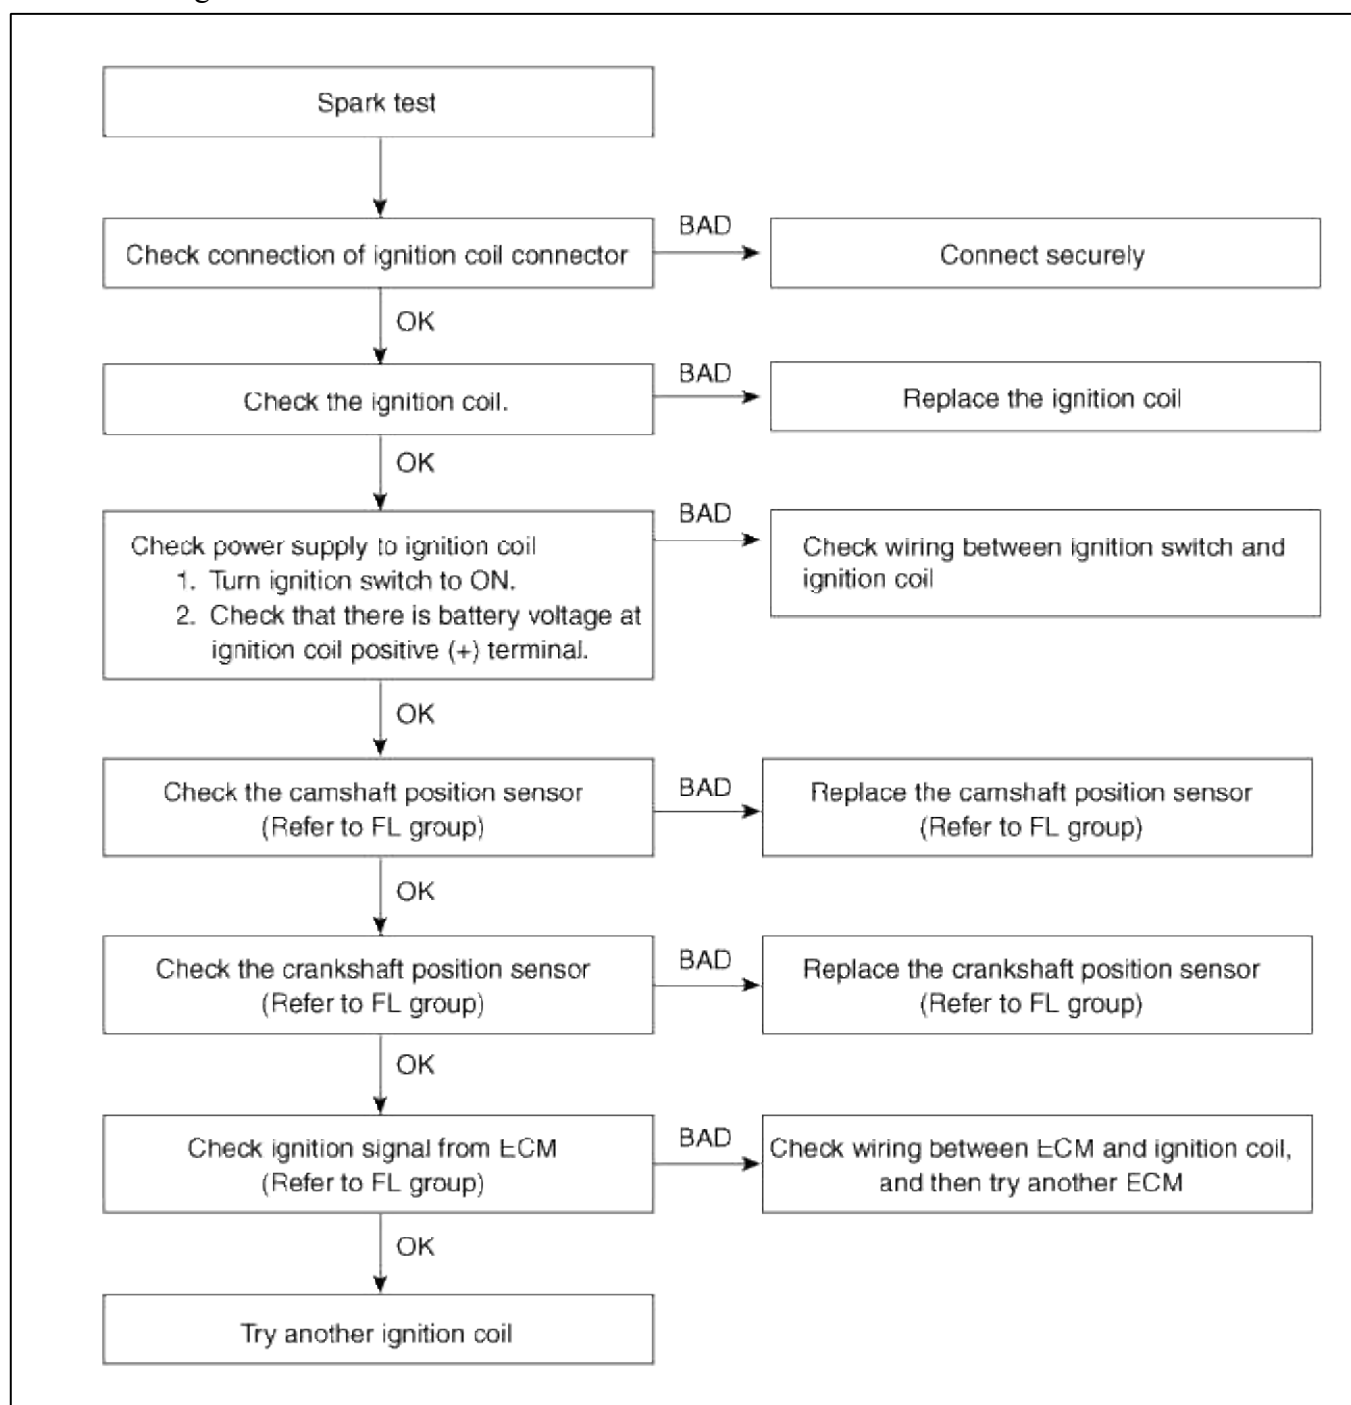 Spark test
BAD
Check connection of ignition coil connector
Connect securely
OK
BAD
Check the ignition coil.
Replace the ignition coil
OK
BAD
Check power supply to ignition coil
1. Turn ignition switch to ON.
2. Check that there is battery voltage at
ignition coil positive (+) terminal.
Check wiring between ignition switch and
ignition coil
OK
Check the camshaft position sensor
(Refer to FL group)
BAD
Replace the camshaft position sensor
(Refer to FL group)
OK
Check the crankshaft position sensor
(Refer to FL group)
BAD
Replace the crankshaft position sensor
(Refer to FL group)
OK
Check ignition signal from ECM
(Refer to FL group)
BAD
Check wiring between ECM and ignition coil,
and then try another ECM
OK
Try another ignition coil